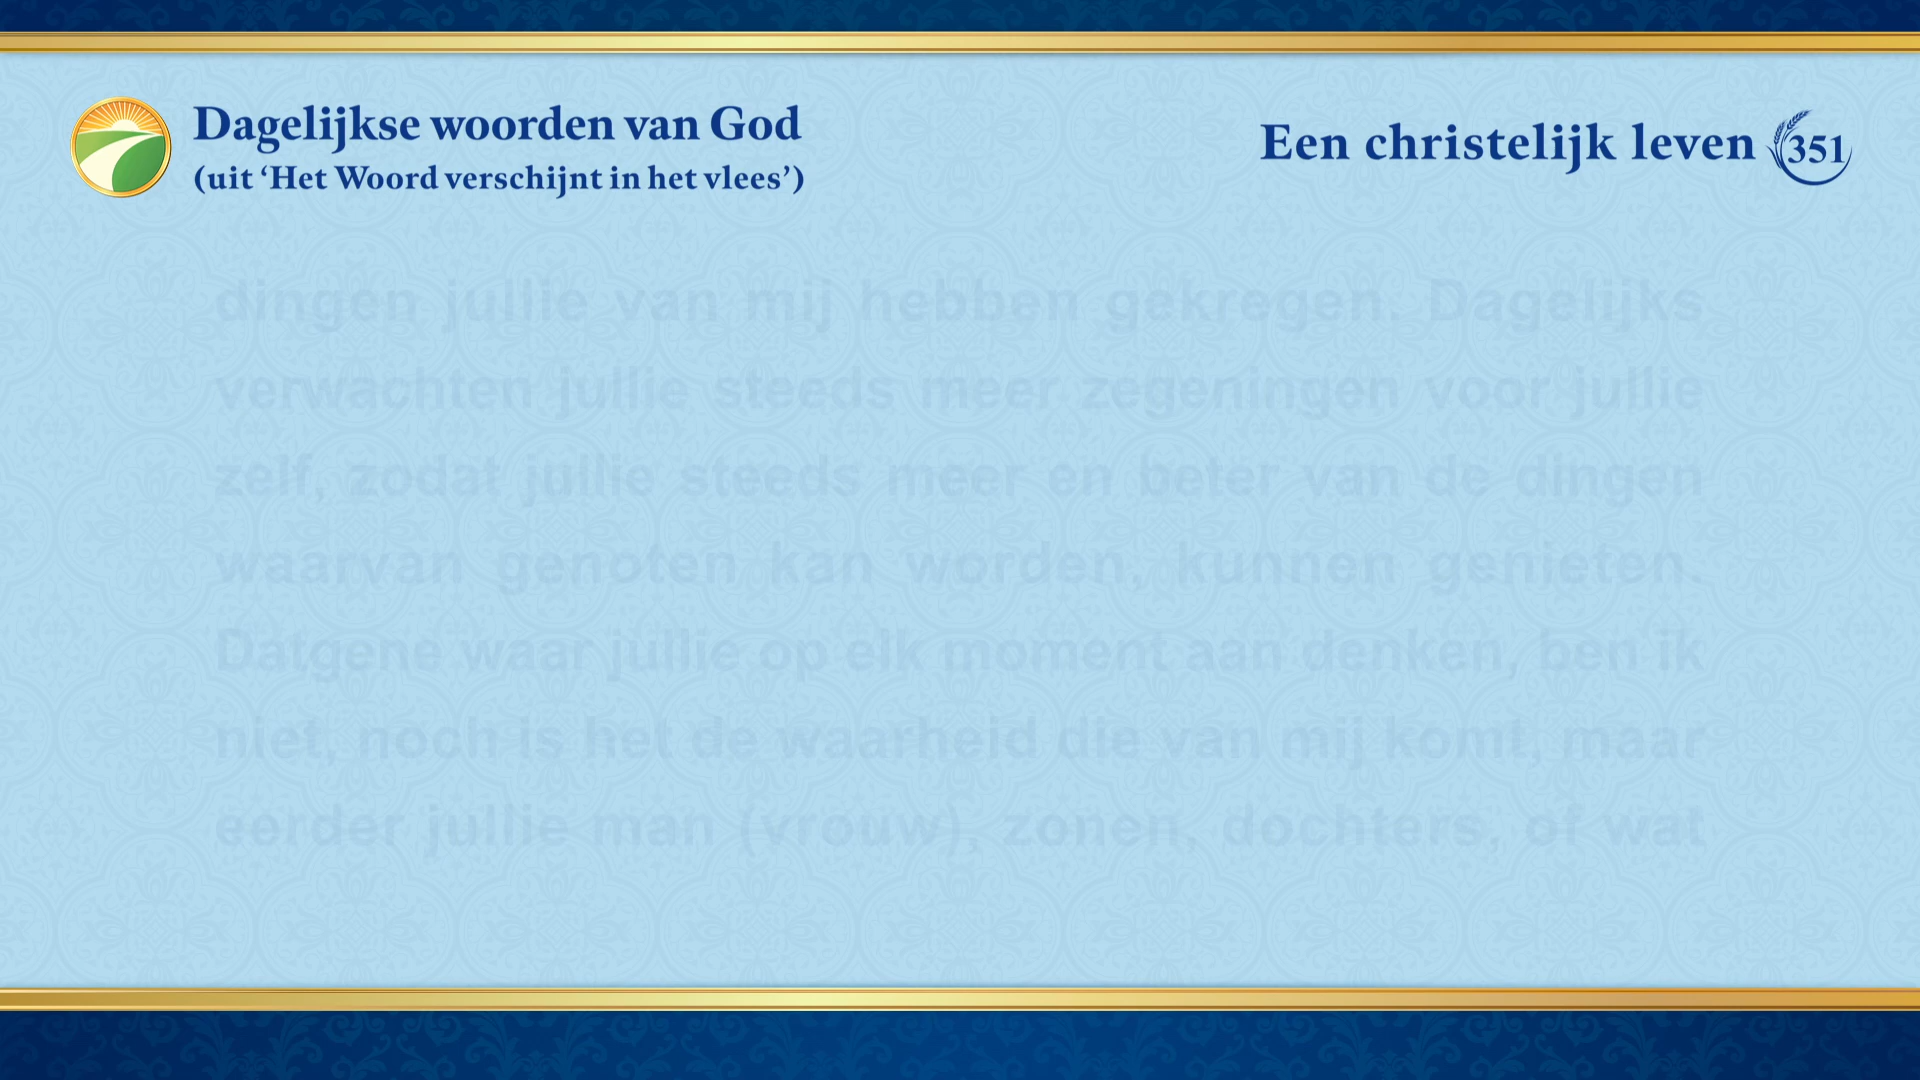 Dagelijkse woorden van God
(uit ‘Het Woord verschijnt in het vlees’)
Een christelijk leven 351
dingen jullie van mij hebben gekregen. Dagelijks
verwachten jullie steeds meer zegeningen voor jullie
zelf, zodat jullie steeds meer en beter van de dingen
waarvan genoten kan worden, kunnen genieten.
Datgene waar jullie op elk moment aan denken, ben ik
niet, noch is het de waarheid die van mij komt, maar
eerder jullie man (vrouw), zonen, dochters, of wat